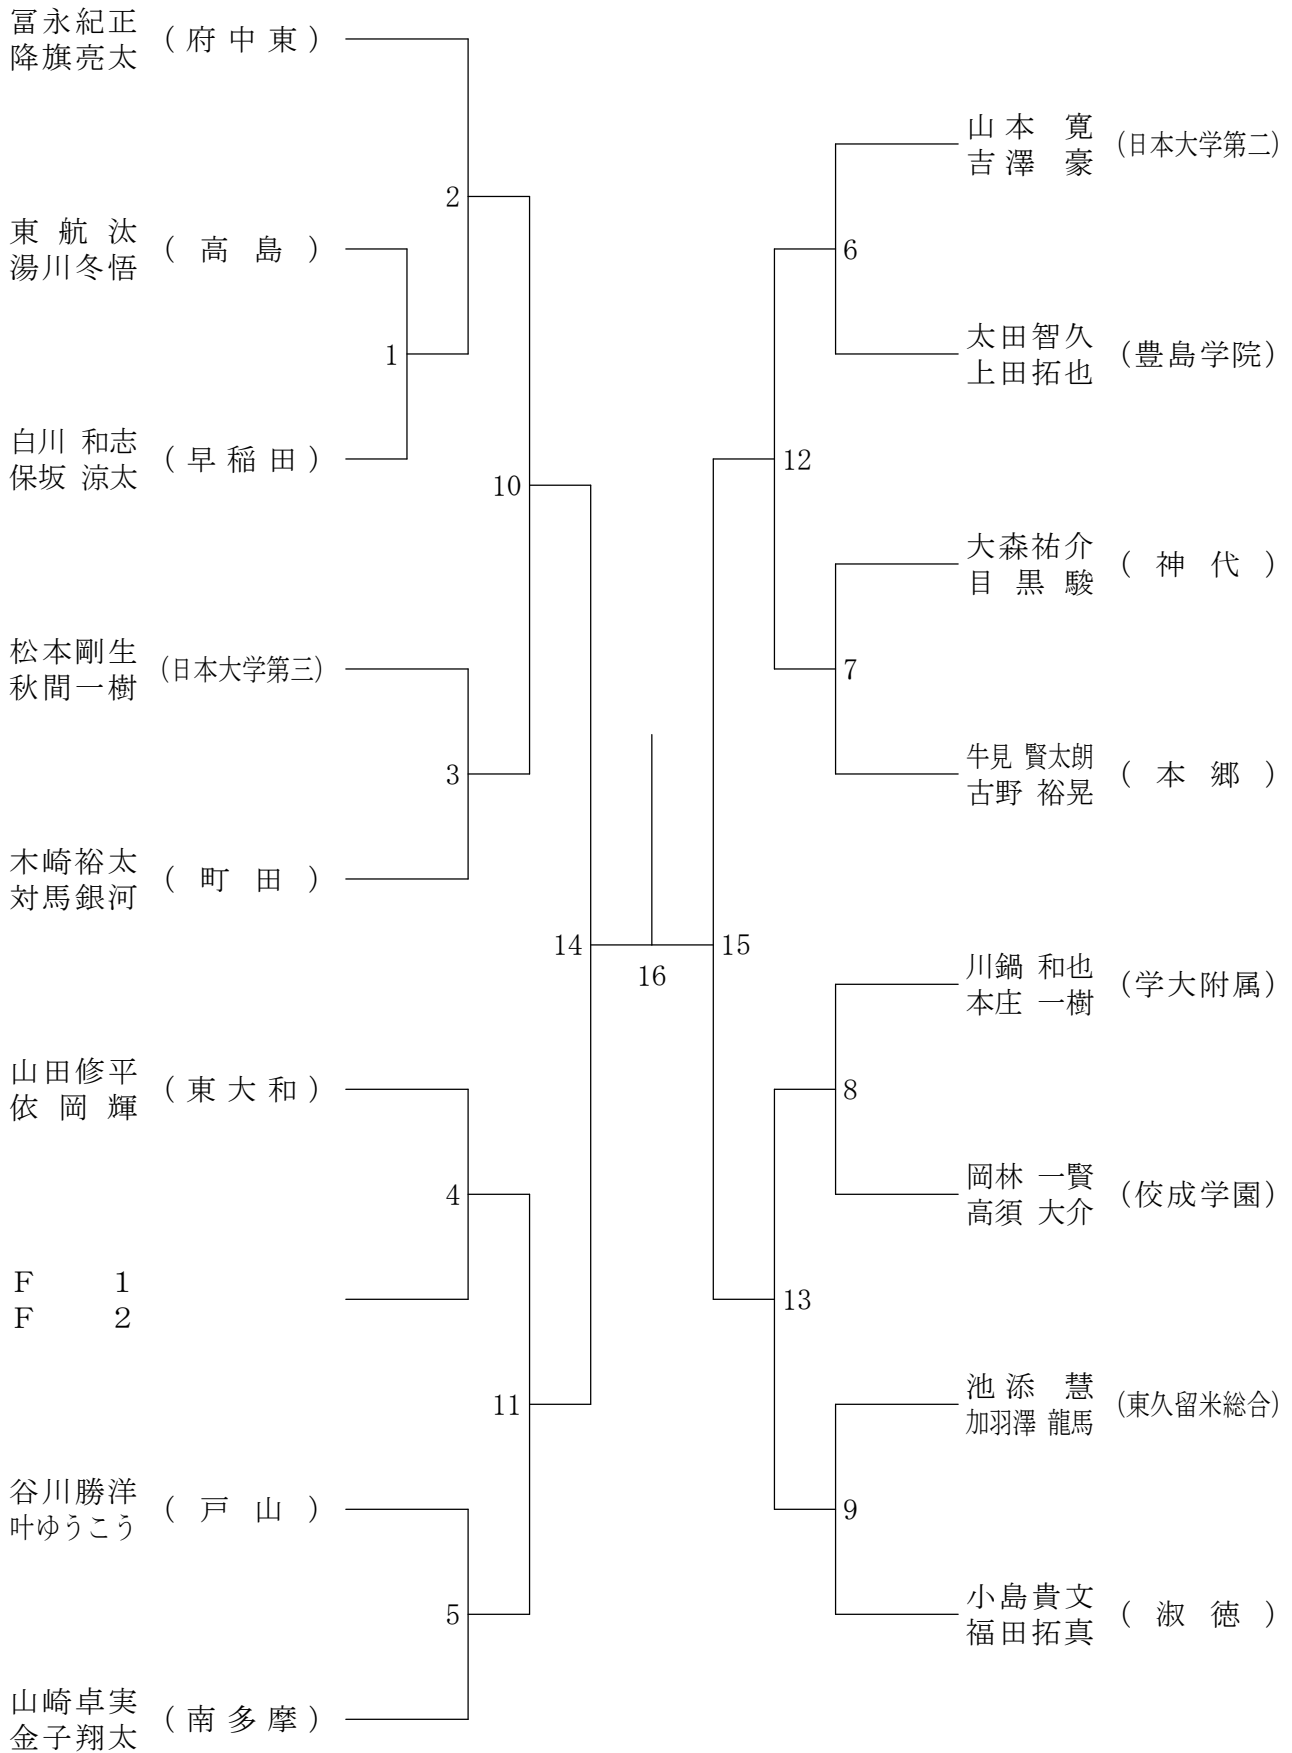 冨永紀正
降旗亮太
(府中東)
2
東航汰
湯川冬悟
(高島)
1
白川 和志
保坂 涼太
(早稲田)
10
松本剛生
秋間一樹
(日本大学第三)
3
木崎裕太
対馬銀河
(町田)
14
16
山田修平
依岡輝
(東大和)
4
F 1
F 2
11
谷川勝洋
叶ゆうこう
(戸山)
5
山崎卓実
金子翔太
(南多摩)
山本 寛
吉澤 豪
(日本大学第二)
6
太田智久
上田拓也
(豊島学院)
12
大森祐介
目黒駿
(神代)
7
牛見 賢太朗
古野 裕晃
(本郷)
15
川鍋 和也
本庄 一樹
(学大附属)
8
岡林 一賢
高須 大介
(佼成学園)
13
池添 慧
加羽澤 龍馬
(東久留米総合)
9
小島貴文
福田拓真
(淑徳)